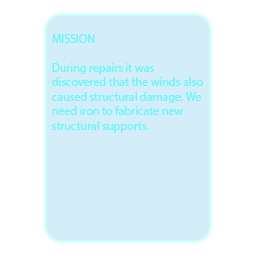 MISSION
During repairs it was
discovered that the winds also
caused structural damage. We
need iron to fabricate new
structural supports.